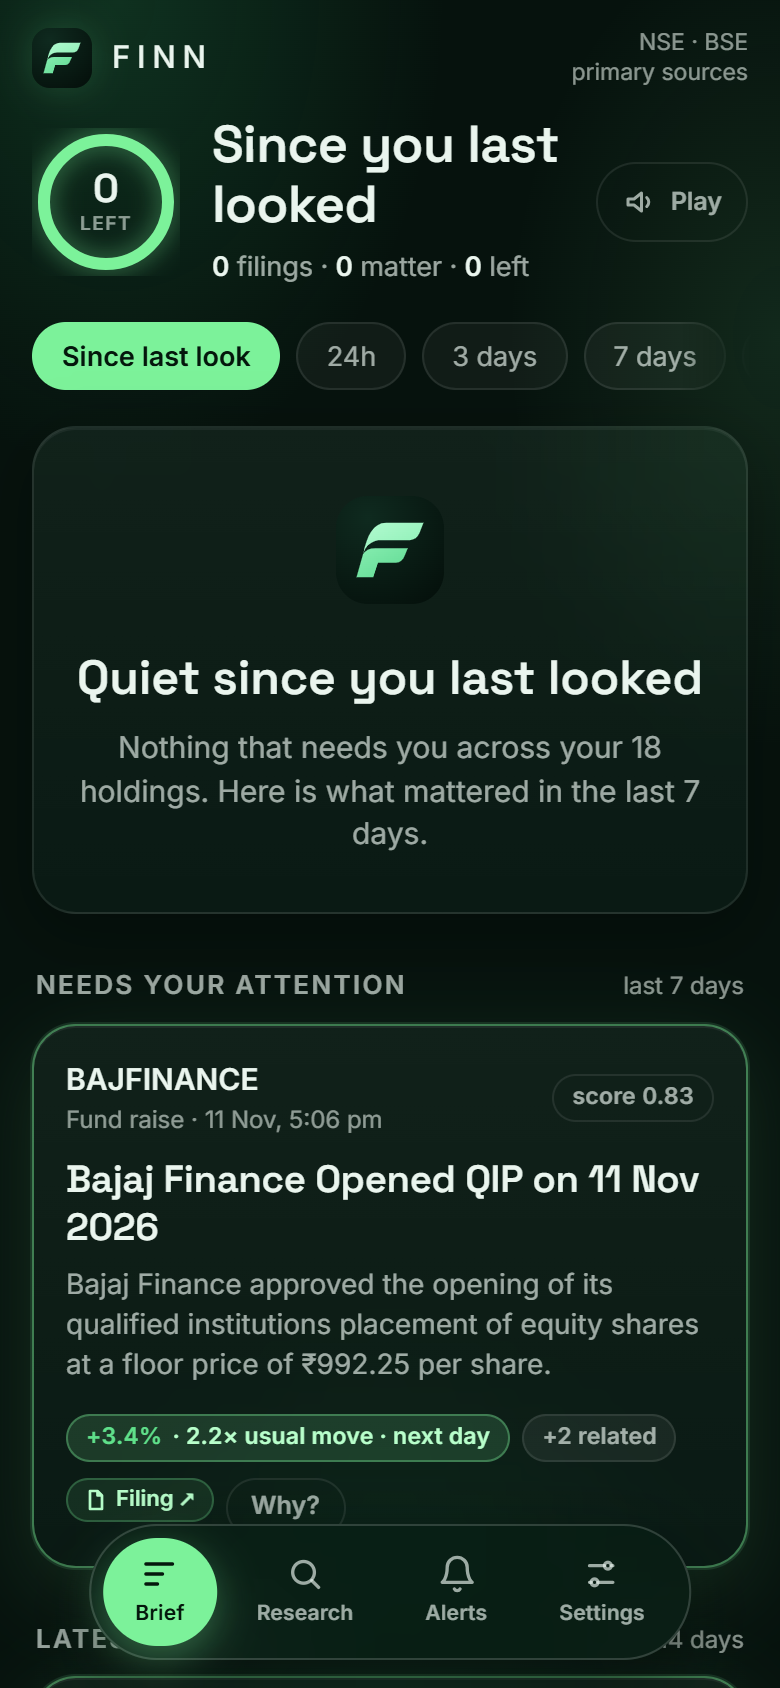 FINN
NSE · BSE
primary sources
0
LEFT
Since you last
looked
0 filings · 0 matter · 0 left
Play
Since last look
24h
3 days
7 days
Quiet since you last looked
Nothing that needs you across your 18
holdings. Here is what mattered in the last 7
days.
NEEDS YOUR ATTENTION
last 7 days
BAJFINANCE
Fund raise · 11 Nov, 5:06 pm
score 0.83
Bajaj Finance Opened QIP on 11 Nov
2026
Bajaj Finance approved the opening of its
qualified institutions placement of equity shares
at a floor price of ₹992.25 per share.
+3.4% · 2.2× usual move · next day
+2 related
Filing ↗
Why?
Brief
Research
Alerts
Settings
days